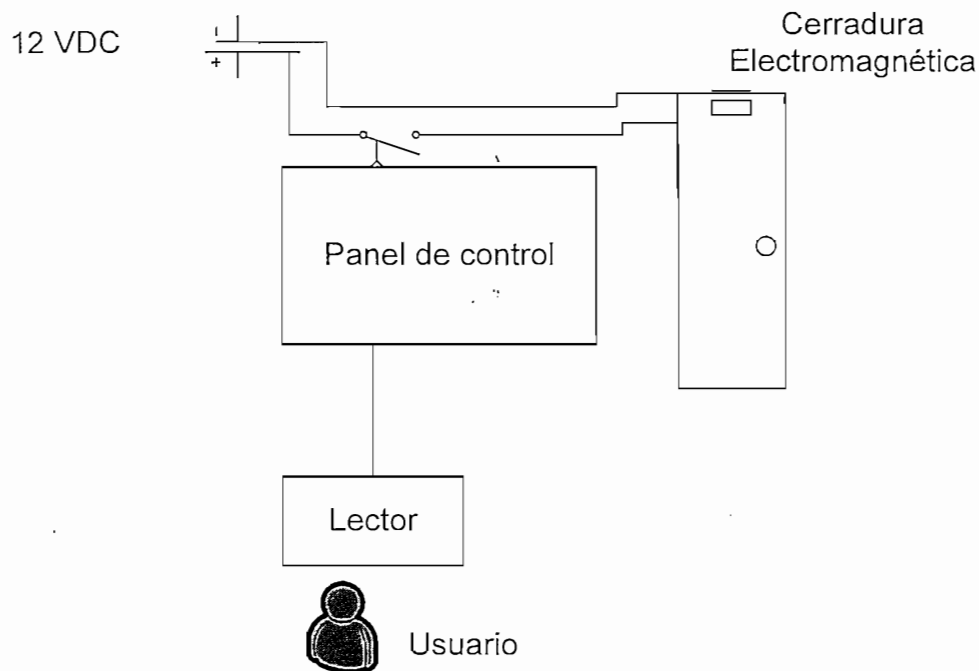 12 VDC
-
+
Cerradura
Electromagnética
Panel de control
Lector
Usuario